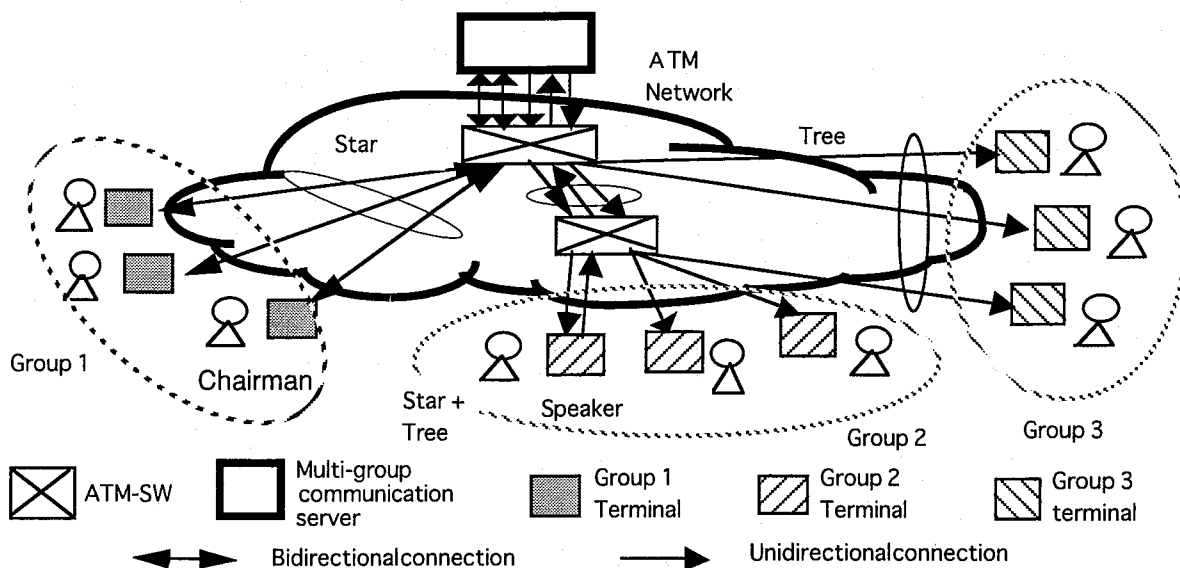 ATM
Network
Star
Tree
Group 1
Chairman
Star +
Tree
Speaker
Group 2
Group 3
ATM-SW
Multi-group
communication
server
Group 1
Terminal
Group 2
Terminal
Group 3
terminal
Bidirectionalconnection
Unidirectionalconnection